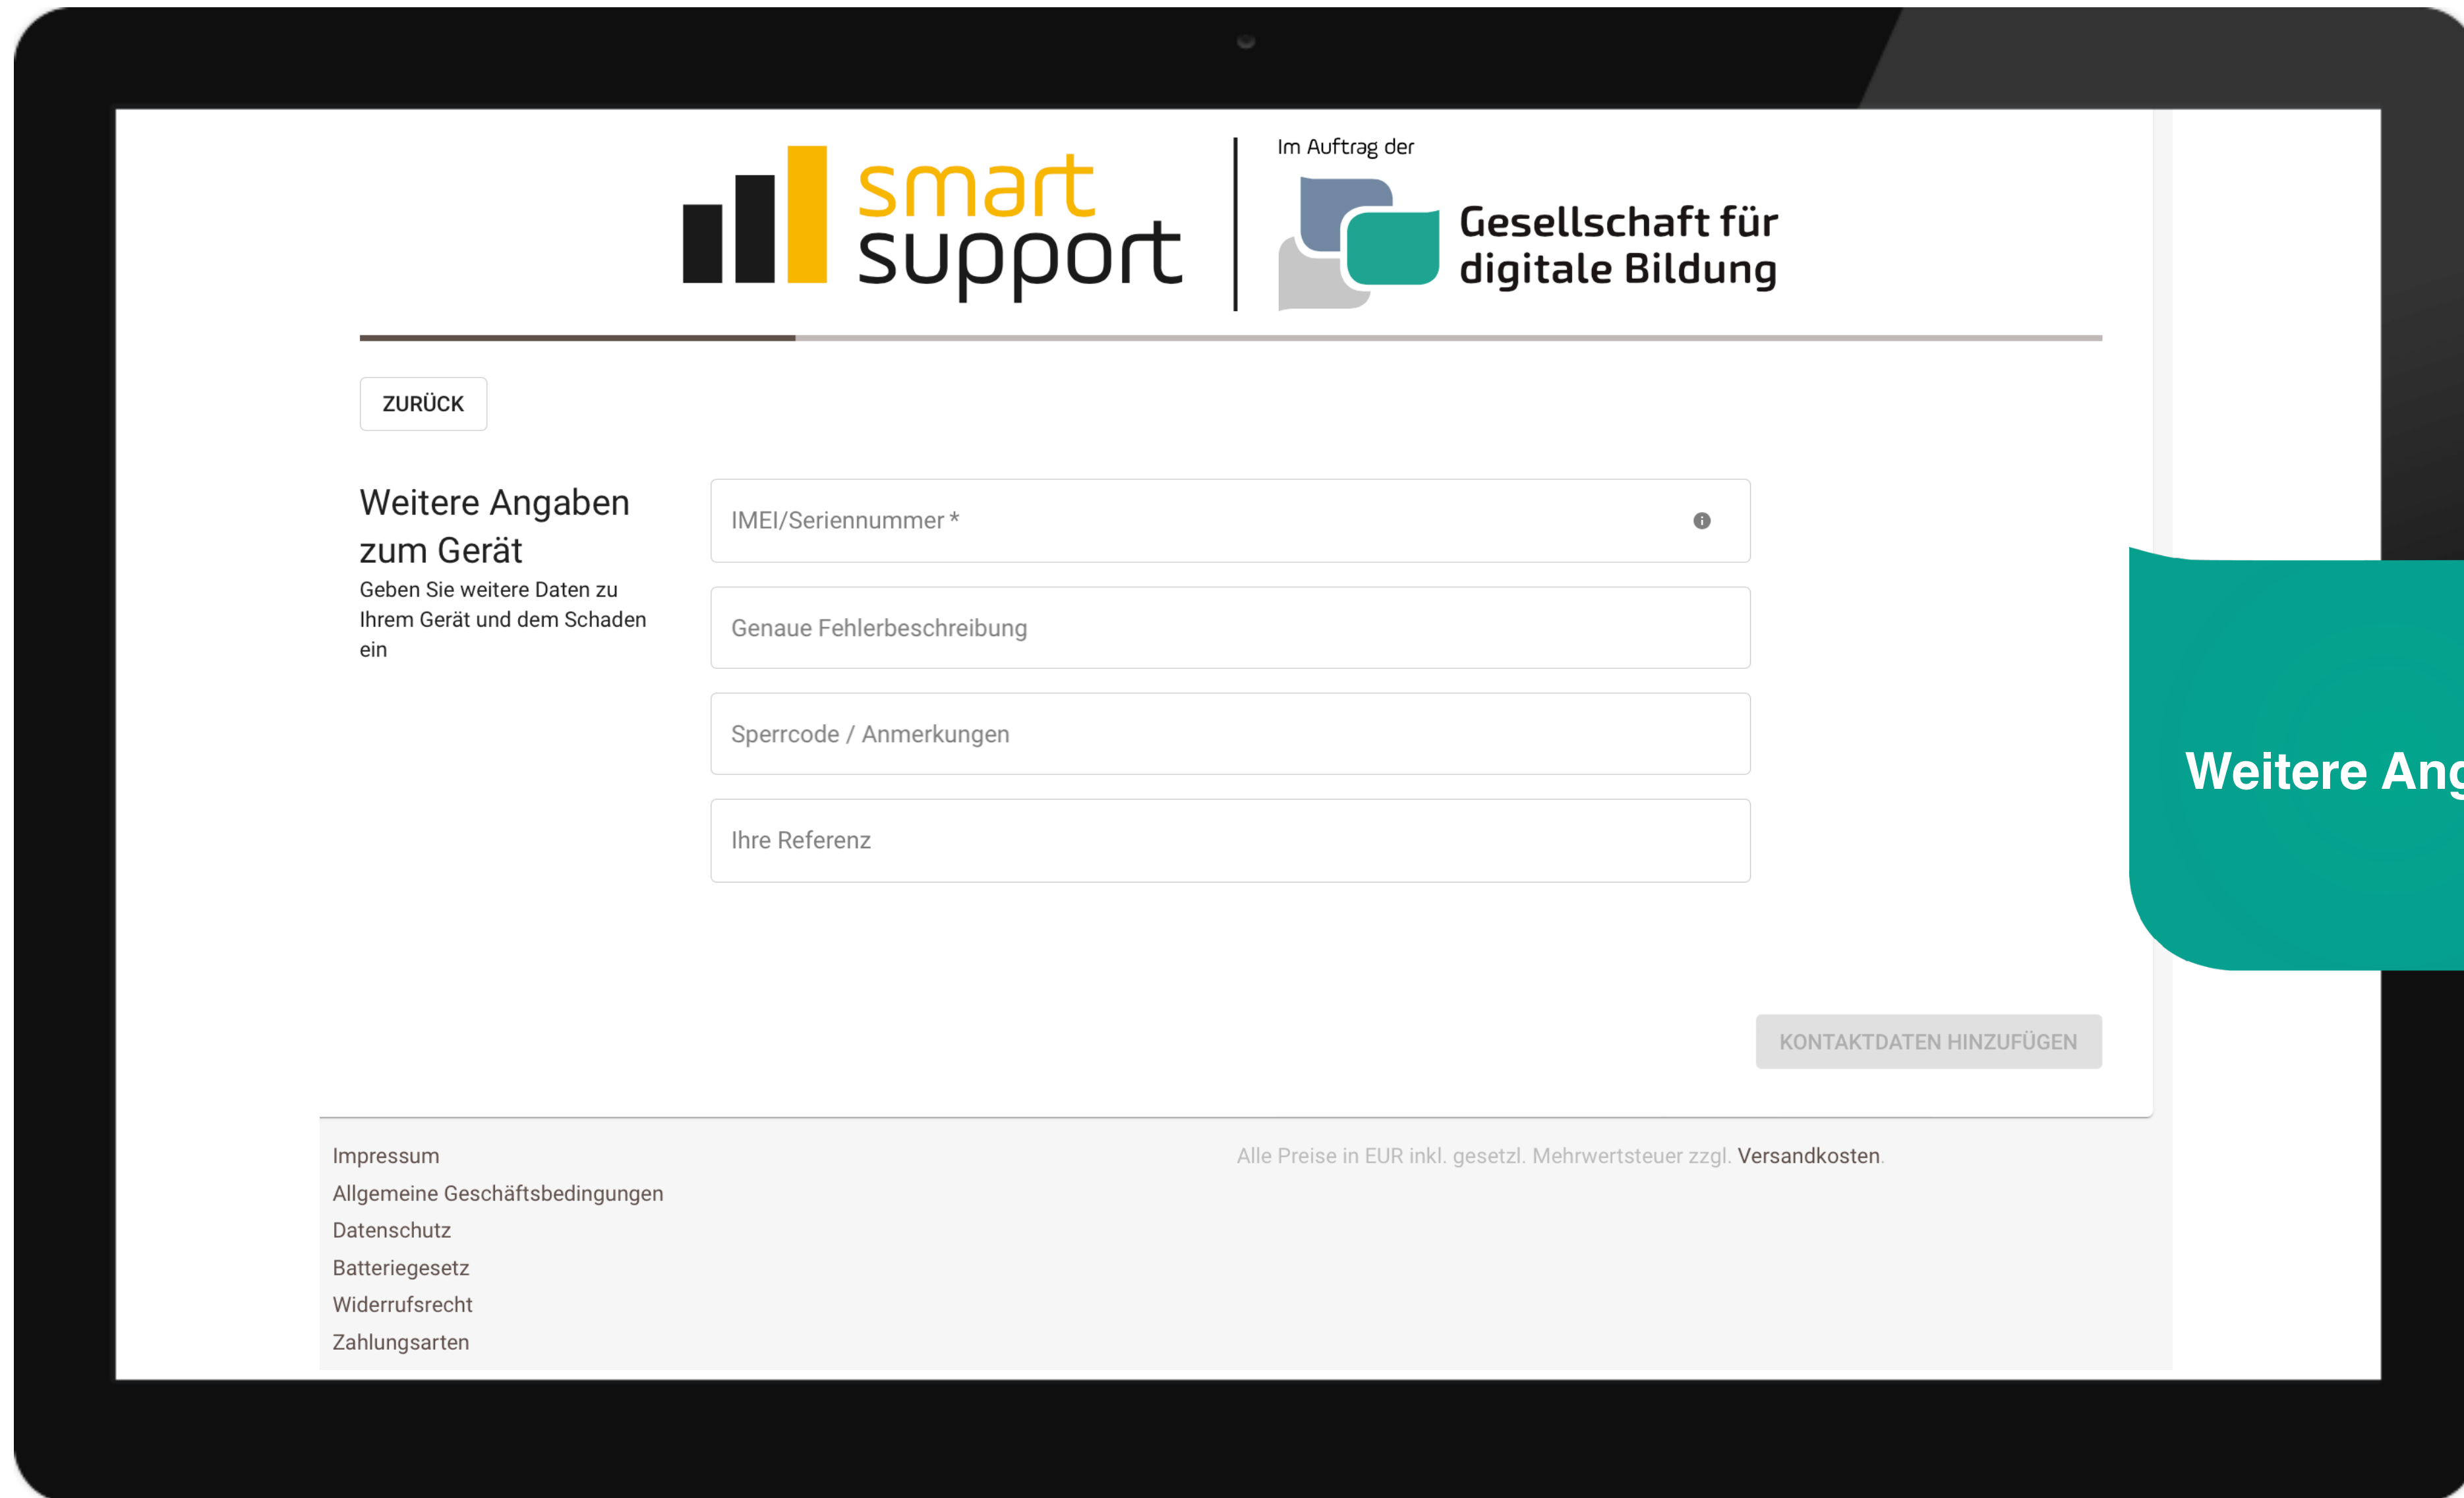 smart
support
Im Auftrag der
Gesellschaft für
digitale Bildung
ZURÜCK
Weitere Angaben
zum Gerät
Geben Sie weitere Daten zu
Ihrem Gerät und dem Schaden
ein
IMEI/Seriennummer *
Genaue Fehlerbeschreibung
Sperrcode / Anmerkungen
Ihre Referenz
Weitere Ang
KONTAKTDATEN HINZUFÜGEN
Impressum
Allgemeine Geschäftsbedingungen
Datenschutz
Batteriegesetz
Widerrufsrecht
Zahlungsarten
Alle Preise in EUR inkl. gesetzl. Mehrwertsteuer zzgl. Versandkosten.